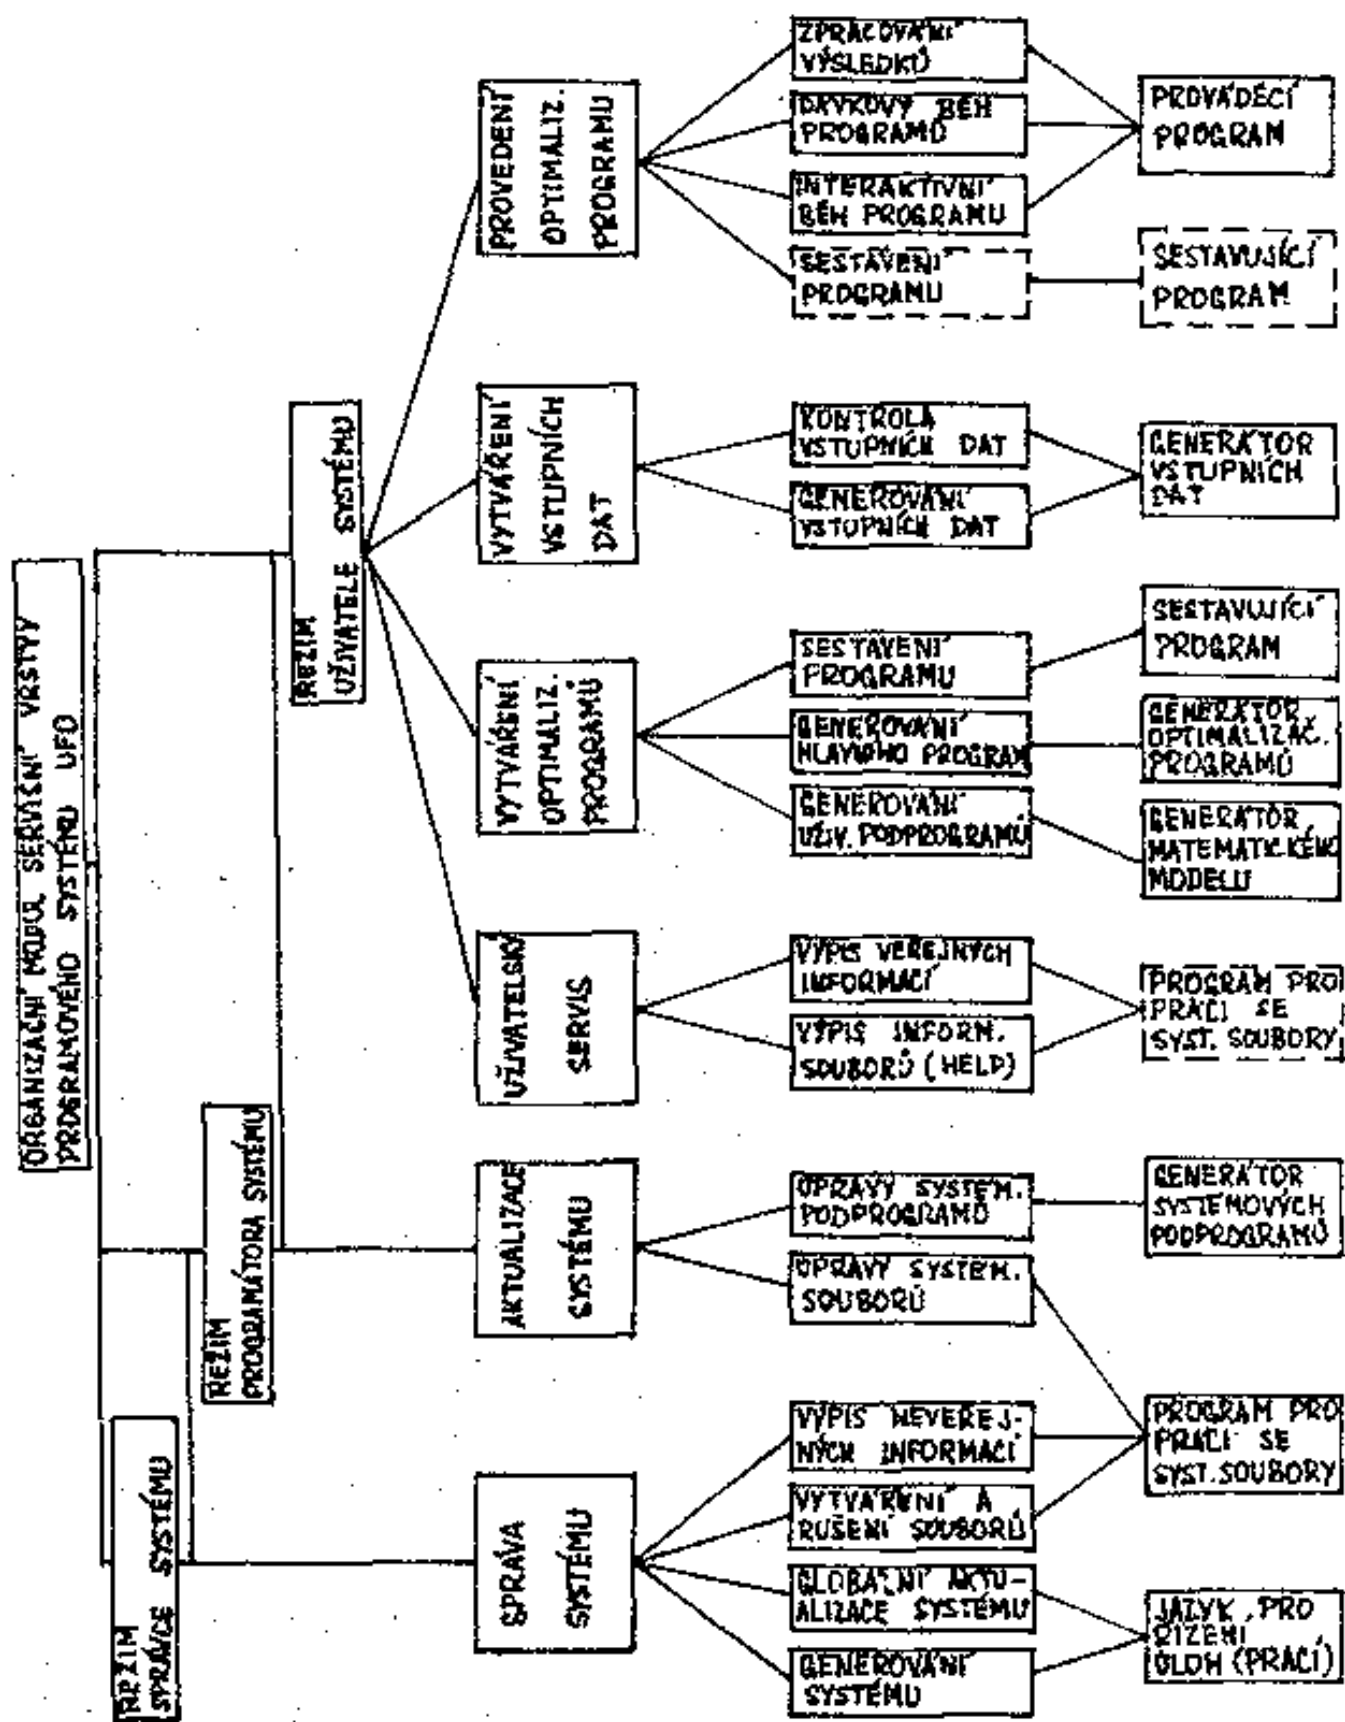 ORGANIZAČNÍ MODUL SERVISNÍ VRSTVY
PROGRAMOVÉHO SYSTÉMU UFO
REŽIM
SPRÁVCE SYSTÉMU
REŽIM
PROGRAMÁTORA SYSTÉMU
REŽIM
UŽIVATELE SYSTÉMU
PROVEDENÍ
OPTIMALIZ.
PROGRAMU
VYTVÁŘENÍ
VSTUPNÍCH
DAT
VYTVÁŘENÍ
OPTIMALIZ.
PROGRAMŮ
UŽIVATELSKÝ
SERVIS
AKTUALIZACE
SYSTÉMU
SPRÁVA
SYSTÉMU
ZPRACOVÁNÍ
VÝSLEDKŮ
DÁVKOVÝ BĚH
PROGRAMŮ
INTERAKTIVNÍ
BĚH PROGRAMU
SESTAVENÍ
PROGRAMU
KONTROLA
VSTUPNÍCH DAT
GENEROVÁNÍ
VSTUPNÍCH DAT
SESTAVENÍ
PROGRAMU
GENEROVÁNÍ
HLAVNÍHO PROGRAM
GENEROVÁNÍ
UŽIV. PODPROGRAMŮ
VÝPIS VEŘEJNÝCH
INFORMACÍ
VÝPIS INFORM.
SOUBORŮ (HELP)
OPRAVY SYSTÉM.
PODPROGRAMŮ
OPRAVY SYSTÉM.
SOUBORŮ
VÝPIS NEVEŘEJ-
NÝCH INFORMACÍ
VYTVÁŘENÍ A
RUŠENÍ SOUBORŮ
GLOBÁLNÍ AKTU-
ALIZACE SYSTÉMU
GENEROVÁNÍ
SYSTÉMU
PROVÁDĚCÍ
PROGRAM
SESTAVUJÍCÍ
PROGRAM
GENERÁTOR
VSTUPNÍCH
DAT
SESTAVUJÍCÍ
PROGRAM
GENERÁTOR
OPTIMALIZAČ.
PROGRAMŮ
GENERÁTOR
MATEMATICKÉHO
MODELU
PROGRAM PRO
PRÁCI SE
SYST. SOUBORY
GENERÁTOR
SYSTÉMOVÝCH
PODPROGRAMŮ
PROGRAM PRO
PRÁCI SE
SYST. SOUBORY
JAZYK PRO
ŘÍZENÍ
ÚLOH (PRACÍ)